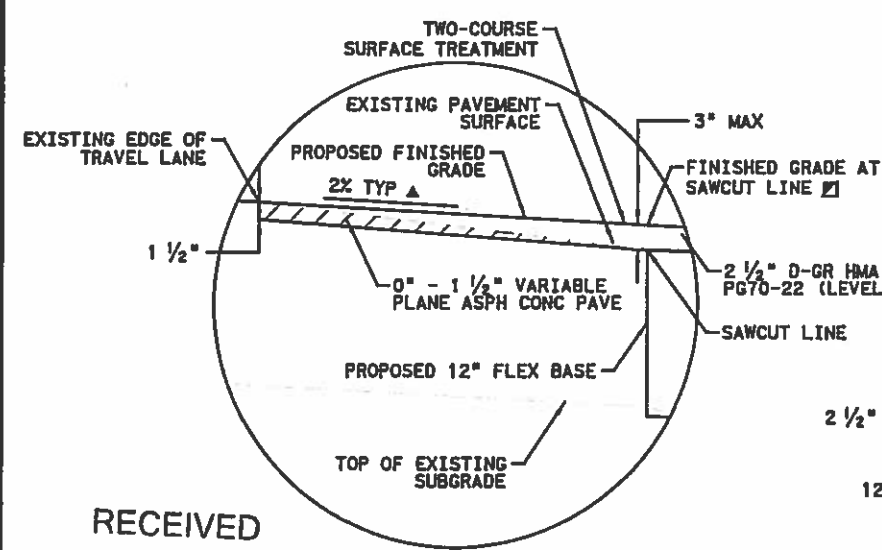 TWO-COURSE
SURFACE TREATMENT
EXISTING PAVEMENT
SURFACE
3" MAX
EXISTING EDGE OF
TRAVEL LANE
PROPOSED FINISHED
GRADE
FINISHED GRADE AT
SAWCUT LINE
2% TYP ▲
1 ½"
0" - 1 ½" VARIABLE
PLANE ASPH CONC PAVE
2 ½" D-GR HMA
PG70-22 (LEVEL
SAWCUT LINE
PROPOSED 12" FLEX BASE
2 ½"
TOP OF EXISTING
SUBGRADE
12
RECEIVED